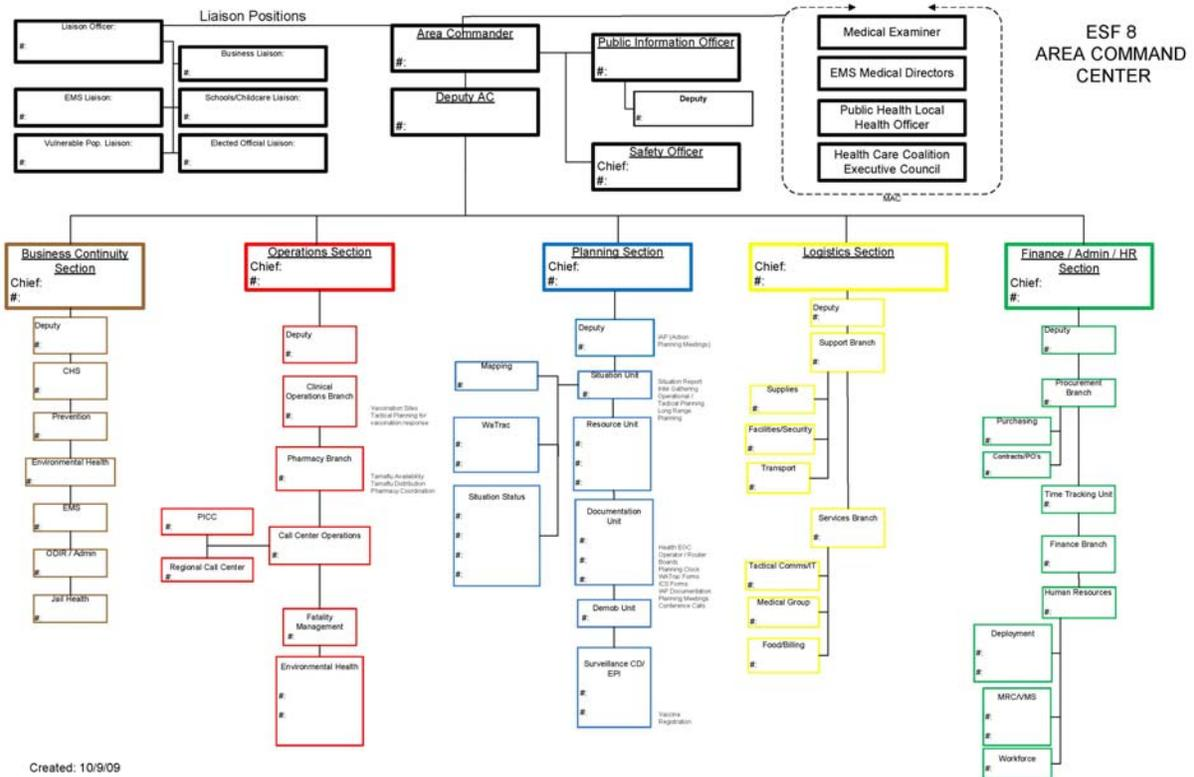 Liaison Positions
ESF 8
AREA COMMAND
CENTER
Liaison Officer:
#:
Business Liaison:
#:
EMS Liaison:
#:
Schools/Childcare Liaison:
#:
Vulnerable Pop. Liaison:
#:
Elected Official Liaison:
#:
Area Commander
#:
Deputy AC
#:
Public Information Officer
#:
Deputy
#:
Safety Officer
Chief:
#:
Medical Examiner
EMS Medical Directors
Public Health Local
Health Officer
Health Care Coalition
Executive Council
MAC
Business Continuity
Section
Chief:
#:
Deputy
#:
CHS
#:
Prevention
#:
Environmental Health
#:
EMS
#:
ODIR / Admin
#:
Jail Health
#:
Operations Section
Chief:
#:
Deputy
#:
Clinical
Operations Branch
#:
Vaccination Sites
Tactical Planning for
vaccination response
Pharmacy Branch
#:
Tamiflu Availability
Tamiflu Distribution
Pharmacy Coordination
PICC
#:
Regional Call Center
#:
Call Center Operations
#:
Fatality
Management
#:
Environmental Health
#:
#:
Planning Section
Chief:
#:
Deputy
#:
IAP (Action
Planning Meetings)
Mapping
#:
Situation Unit
#:
Situation Report
Inter Gathering
Operational /
Tactical Planning
Long Range
Planning
WaTrac
#:
#:
Resource Unit
#:
#:
#:
Situation Status
#:
#:
#:
#:
Documentation
Unit
#:
#:
#:
Health EOC
Operator / Router
Boards
Planning Clock
WATrac Forms
ICS Forms
IAP Documentation
Planning Meetings
Conference Calls
Demob Unit
#:
Surveillance CD/
EPI
#:
#:
Vaccine
Registration
Logistics Section
Chief:
#:
Deputy
#:
Support Branch
#:
Supplies
#:
Facilities/Security
#:
Transport
#:
Services Branch
#:
Tactical Comms/IT
#:
Medical Group
#:
Food/Billing
#:
Finance / Admin / HR
Section
Chief:
#:
Deputy
#:
Procurement
Branch
#:
Purchasing
#:
Contracts/PO's
#:
Time Tracking Unit
#:
Finance Branch
#:
Human Resources
#:
Deployment
#:
#:
MRC/VMS
#:
#:
Workforce
#:
Created: 10/9/09